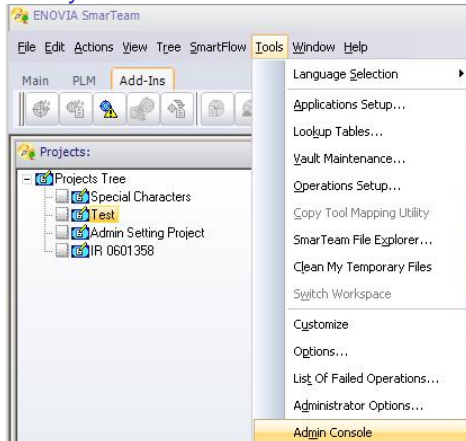 ENOVIA SmarTeam
File Edit Actions View Tree SmartFlow Tools Window Help
Main PLM Add-Ins
Projects:
Projects Tree
Special Characters
Test
Admin Setting Project
IR 0601358
Language Selection
Applications Setup...
Lookup Tables...
Vault Maintenance...
Operations Setup...
Copy Tool Mapping Utility
SmarTeam File Explorer...
Clean My Temporary Files
Switch Workspace
Customize
Options...
List Of Failed Operations...
Administrator Options...
Admin Console